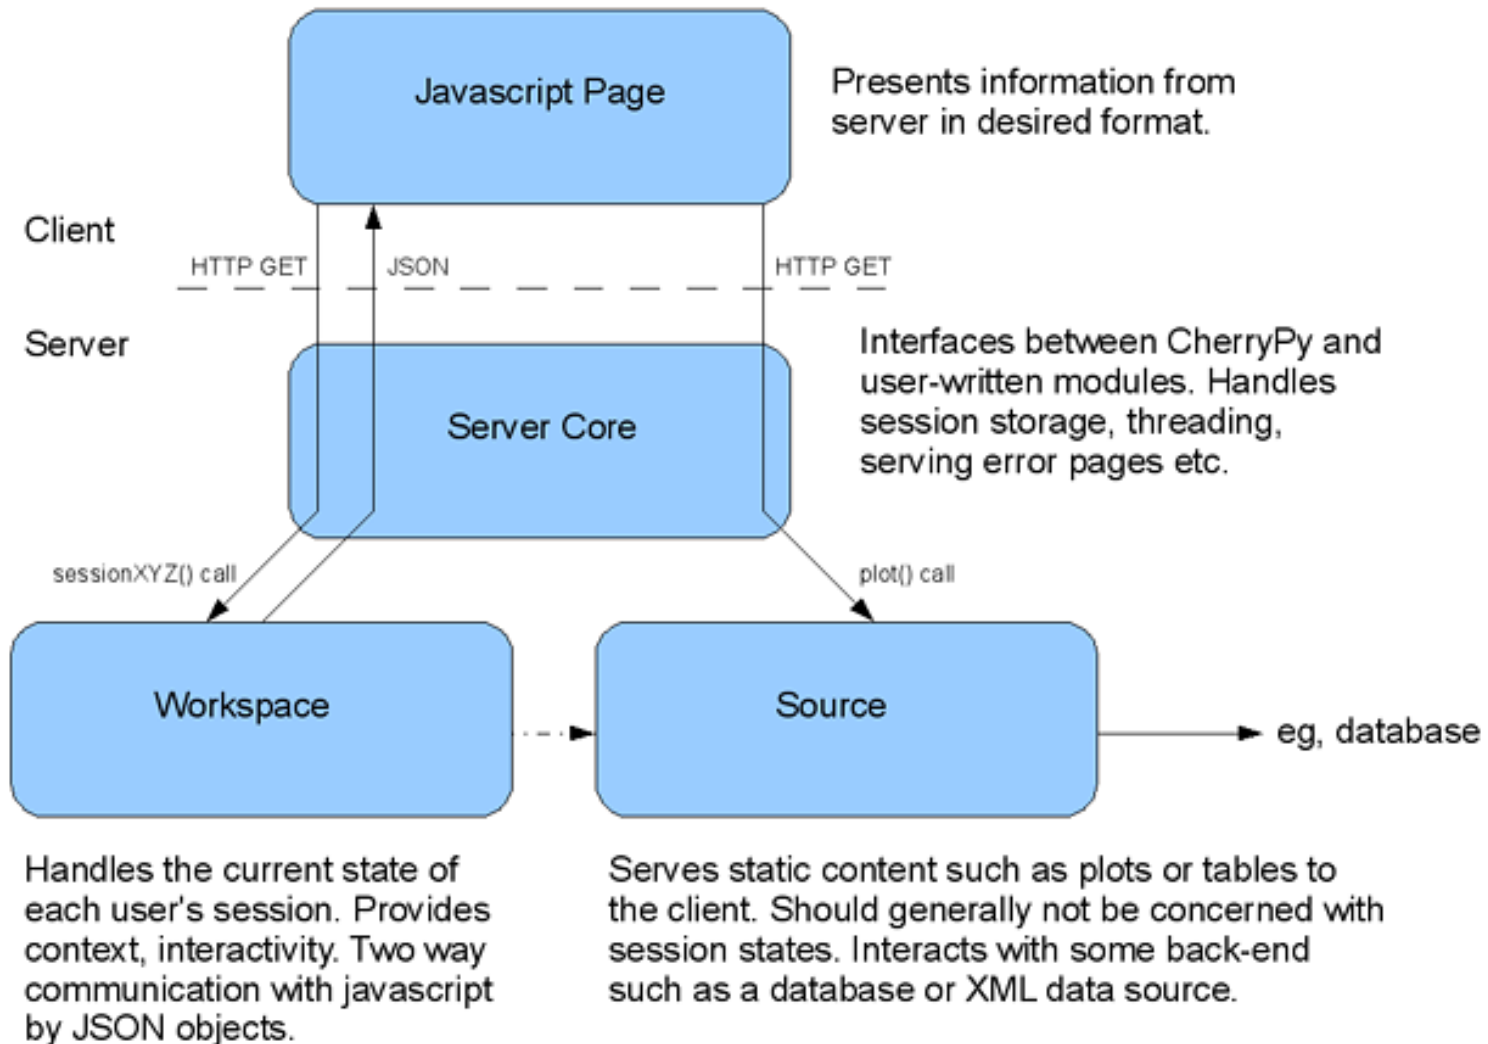 Javascript Page
Presents information from
server in desired format.
Client
HTTP GET
JSON
HTTP GET
Server
Interfaces between CherryPy and
user-written modules. Handles
session storage, threading,
serving error pages etc.
Server Core
sessionXYZ() call
plot() call
Workspace
Source
eg, database
Handles the current state of
each user's session. Provides
context, interactivity. Two way
communication with javascript
by JSON objects.
Serves static content such as plots or tables to
the client. Should generally not be concerned with
session states. Interacts with some back-end
such as a database or XML data source.